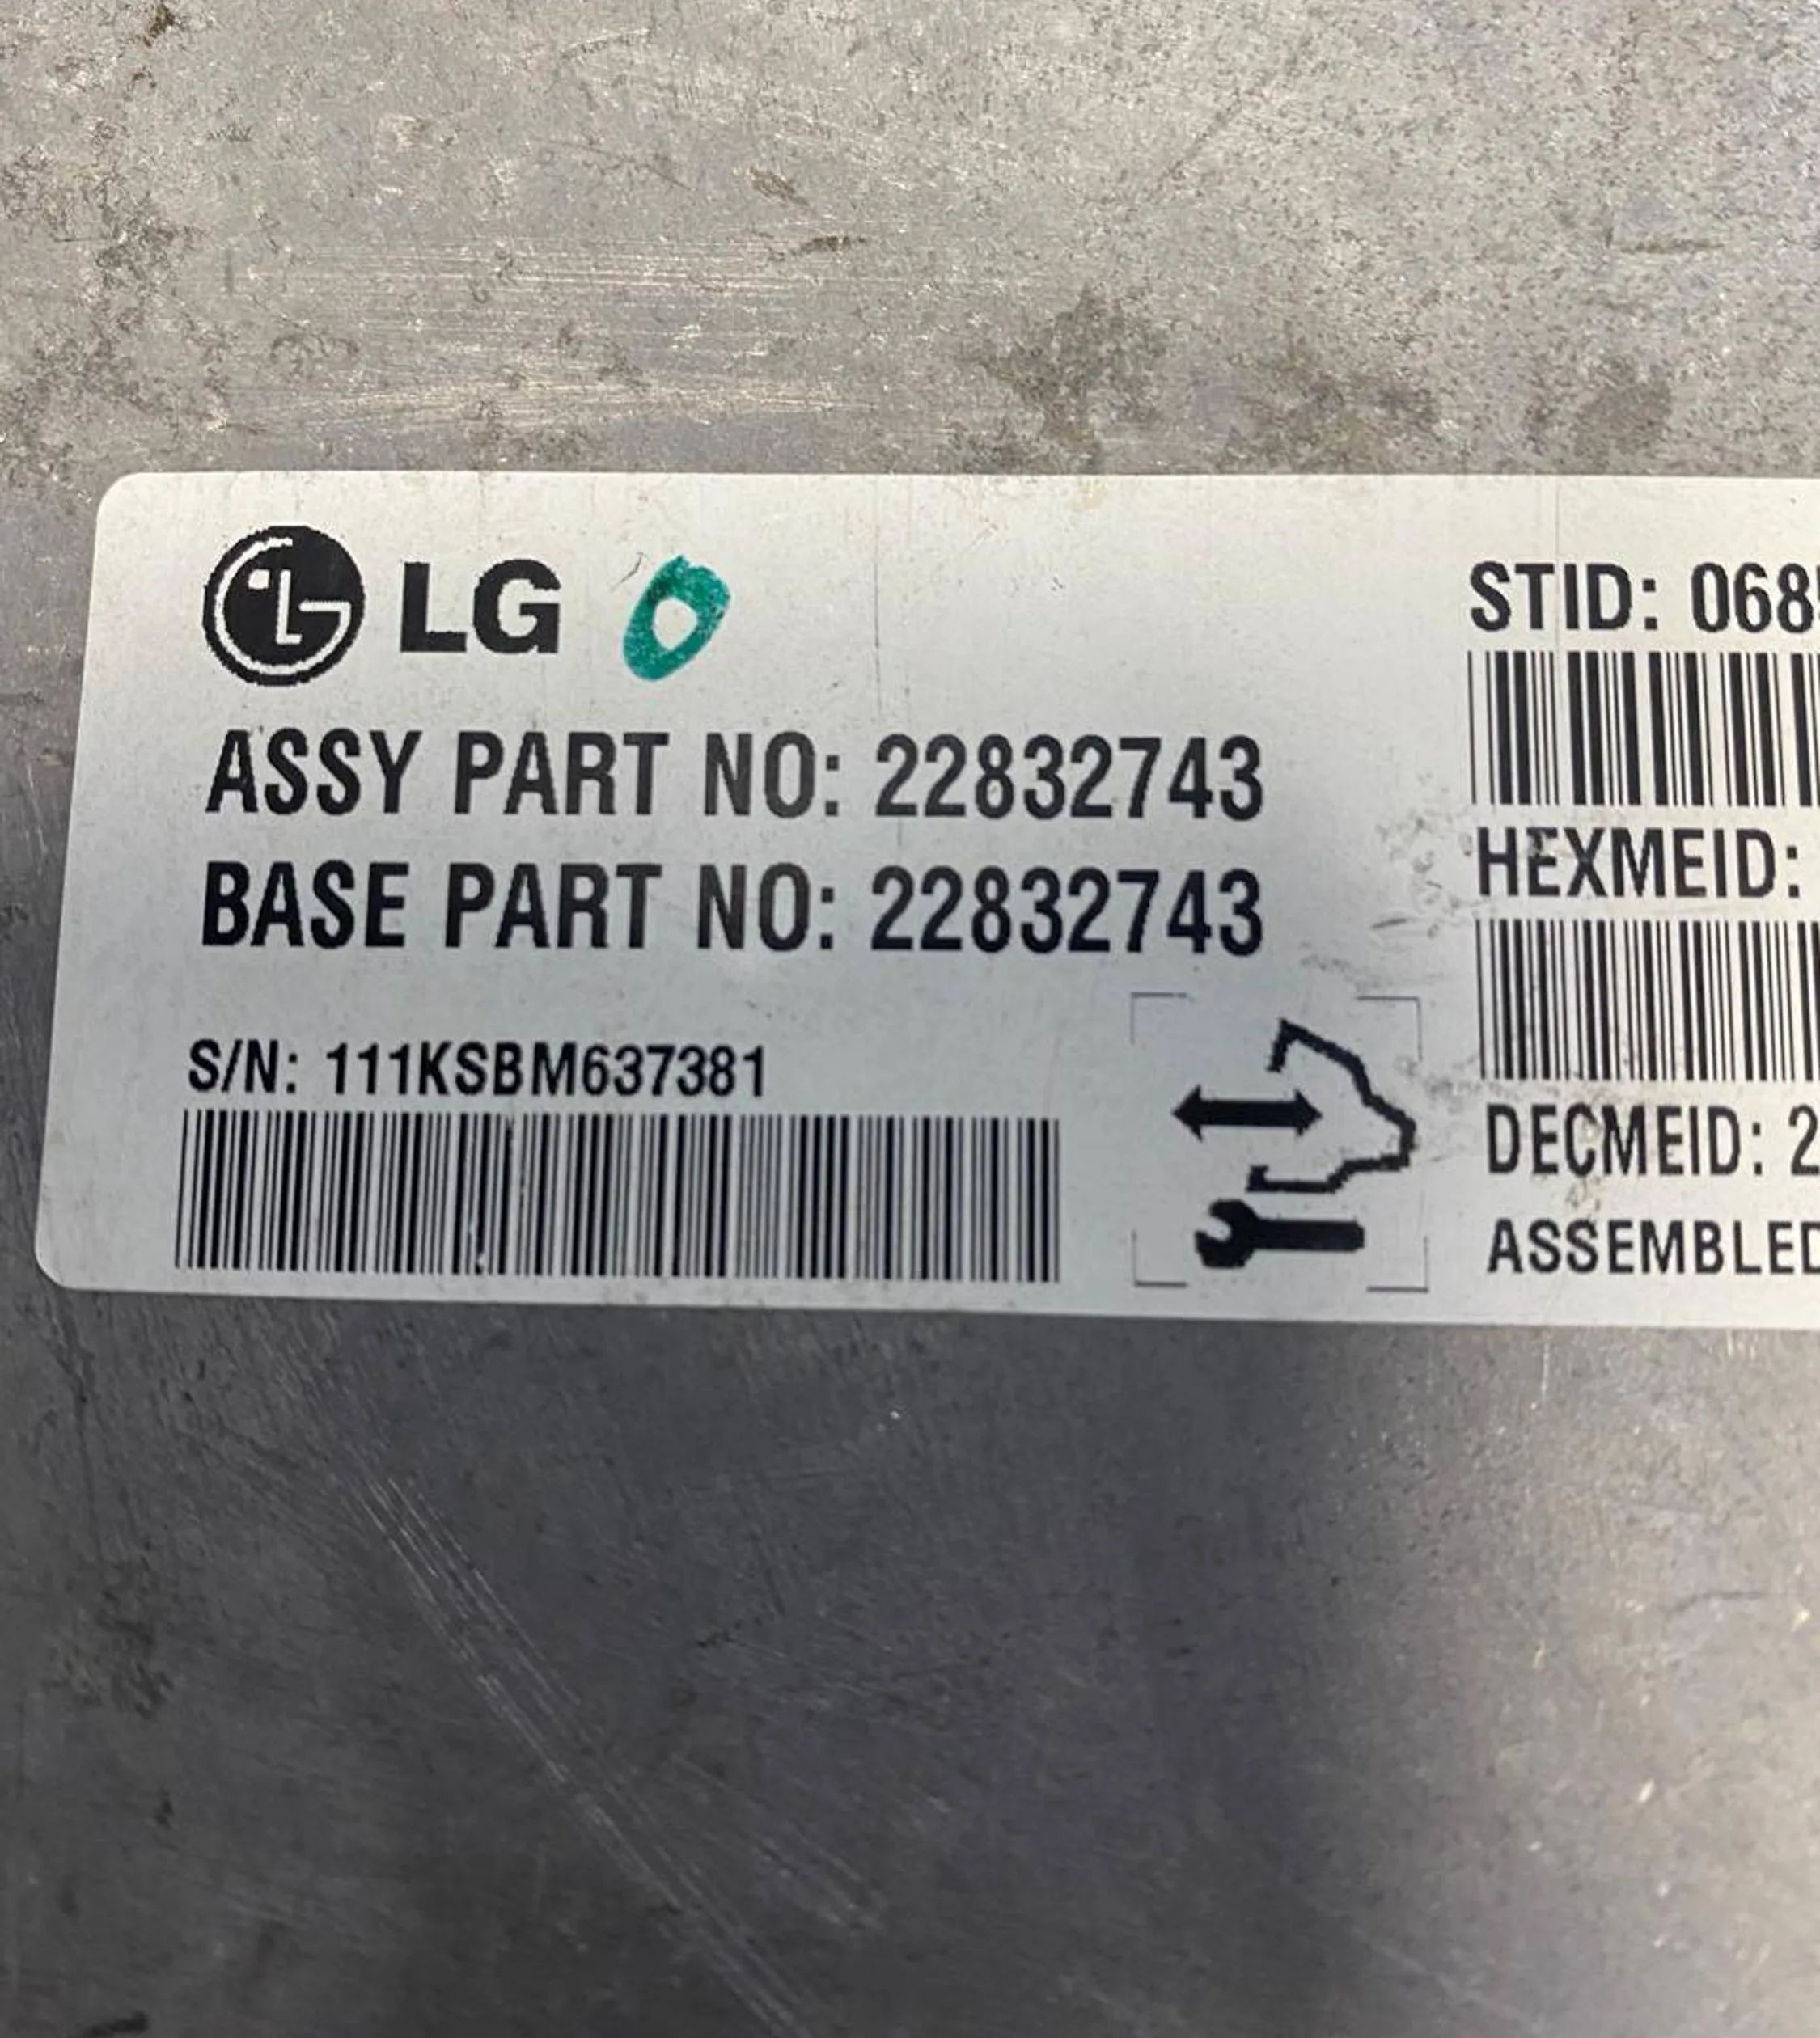 LG
ASSY PART NO: 22832743
BASE PART NO: 22832743
S/N: 111KSBM637381
STID: 068
HEXMEID:
DECMEID: 2
ASSEMBLED